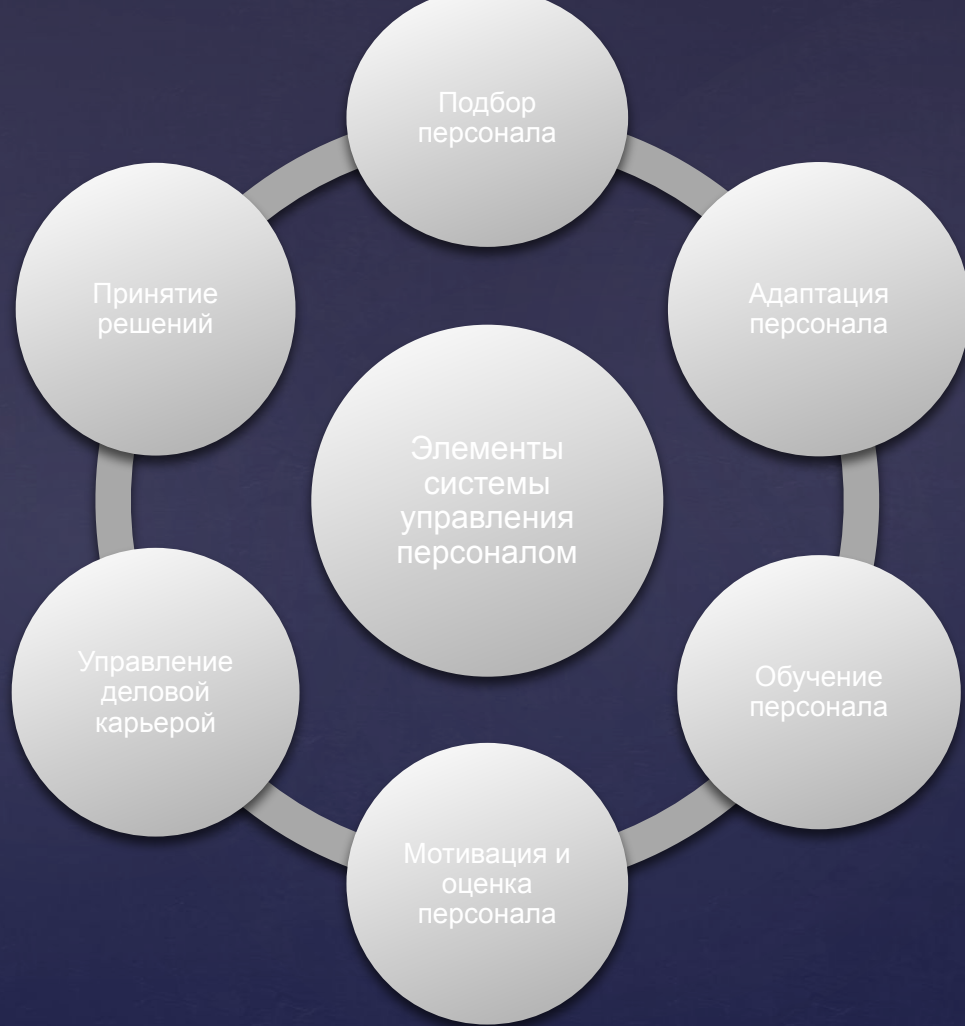 Подбор
персонала
Адаптация
персонала
Обучение
персонала
Мотивация и
оценка
персонала
Управление
деловой
карьерой
Принятие
решений
Элементы
системы
управления
персоналом